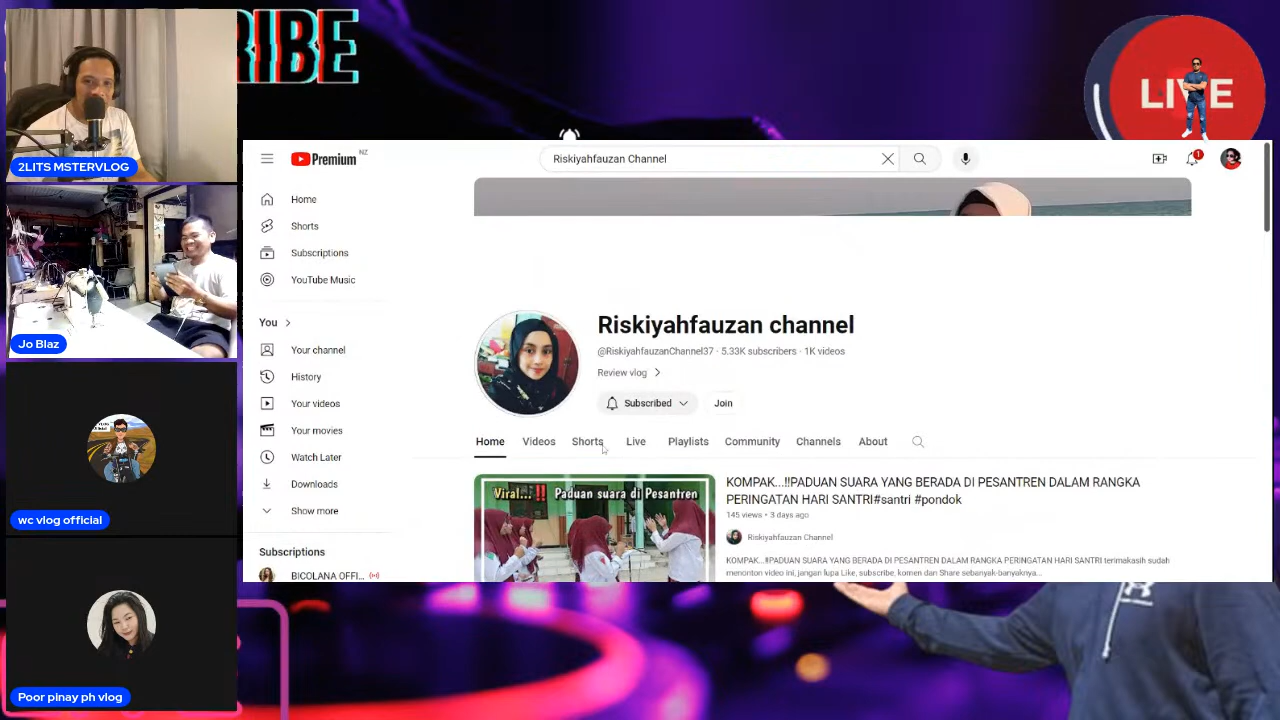 RIBE
LIVE
2LITS MSTERVLOG
Jo Blaz
wc vlog official
Poor pinay ph vlog
Premium NZ
Riskiyahfauzan Channel
1
Home
Shorts
Subscriptions
YouTube Music
You
Your channel
History
Your videos
Your movies
Watch Later
Downloads
Show more
Subscriptions
BICOLANA OFFI...
Riskiyahfauzan channel
@RiskiyahfauzanChannel37 · 5.33K subscribers · 1K videos
Review vlog
Subscribed
Join
Home Videos Shorts Live Playlists Community Channels About
Viral...!! Paduan suara di Pesantren
KOMPAK...!!PADUAN SUARA YANG BERADA DI PESANTREN DALAM RANGKA
PERINGATAN HARI SANTRI#santri #pondok
145 views • 3 days ago
Riskiyahfauzan Channel
KOMPAK...!!PADUAN SUARA YANG BERADA DI PESANTREN DALAM RANGKA PERINGATAN HARI SANTRI terimakasih sudah
menonton video ini, jangan lupa Like, subscribe, komen dan Share sebanyak-banyaknya...